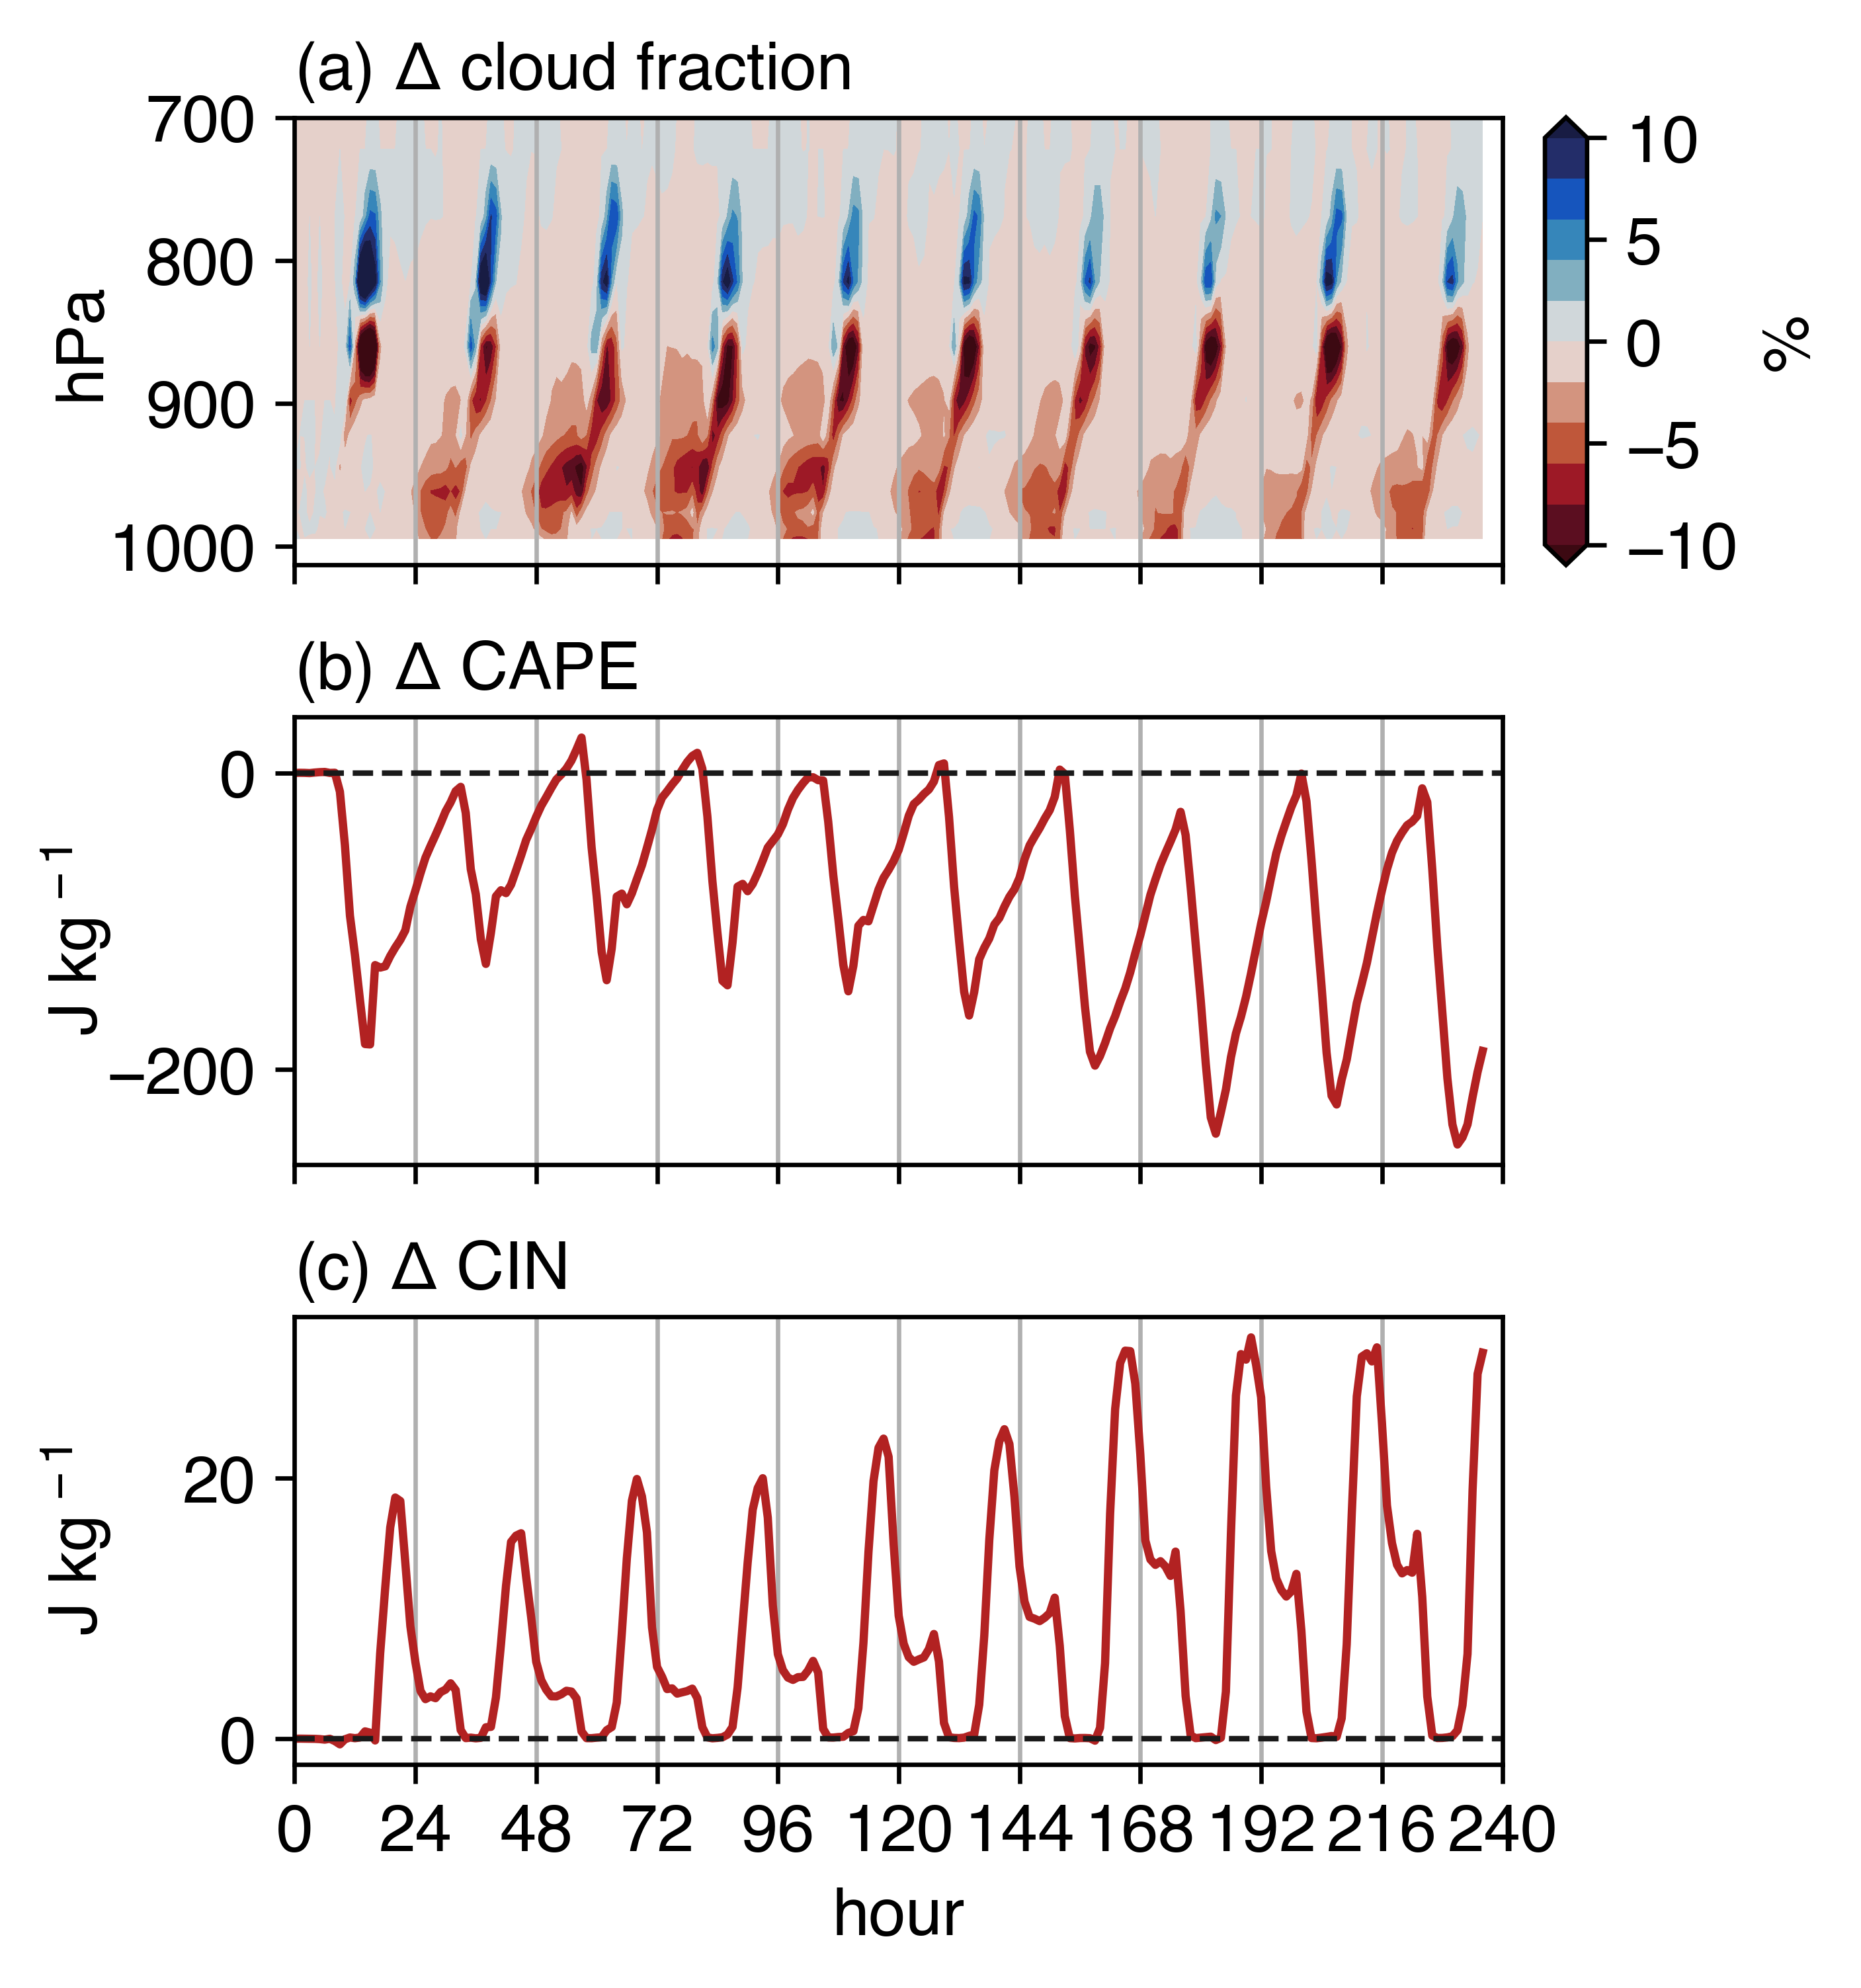 (a) Δ cloud fraction
700
800
900
1000
hPa
10
5
0
−5
−10
%
(b) Δ CAPE
0
−200
J kg⁻¹
(c) Δ CIN
20
0
J kg⁻¹
0 24 48 72 96 120 144 168 192 216 240
hour